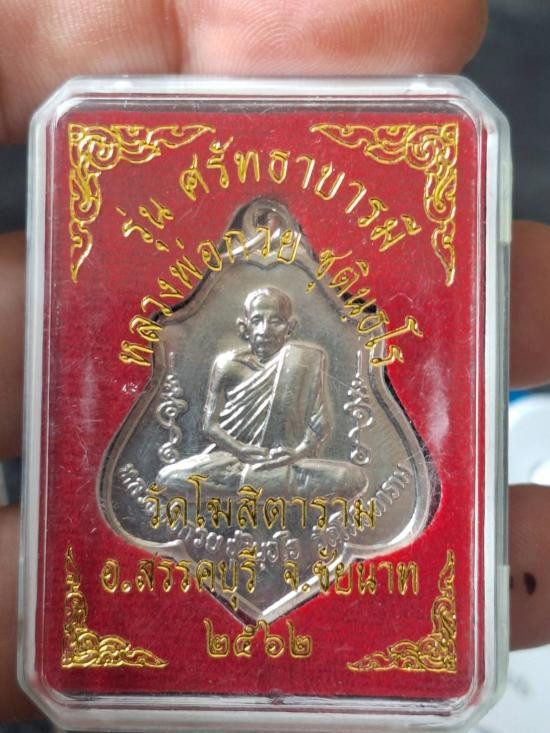 รุ่น ศรัทธาบารมี
หลวงพ่อกวย ชุตินฺธโร
วัดโฆสิตาราม
อ.สรรคบุรี จ.ชัยนาท
๒๕๖๒